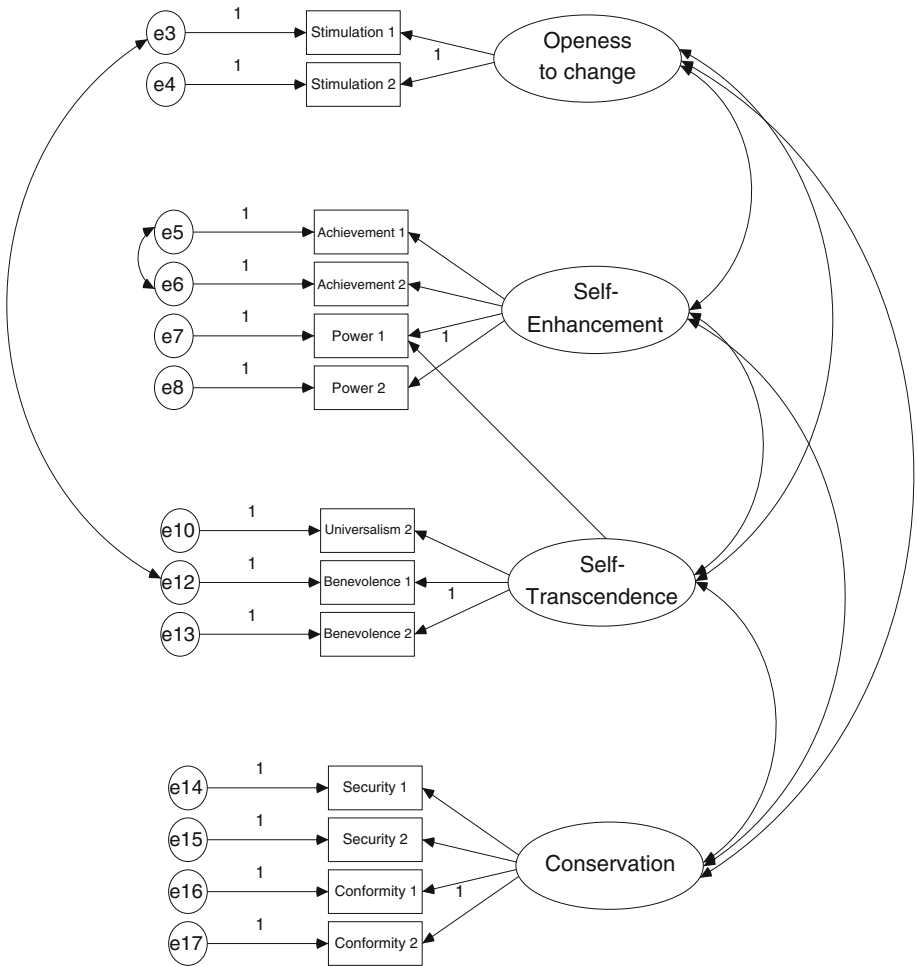 1
e3
Stimulation 1
Openess
to change
1
1
e4
Stimulation 2
1
e5
Achievement 1
1
e6
Achievement 2
Self-
Enhancement
1
e7
Power 1
1
1
e8
Power 2
1
e10
Universalism 2
1
e12
Benevolence 1
Self-
Transcendence
1
1
e13
Benevolence 2
1
e14
Security 1
1
e15
Security 2
Conservation
1
e16
Conformity 1
1
1
e17
Conformity 2